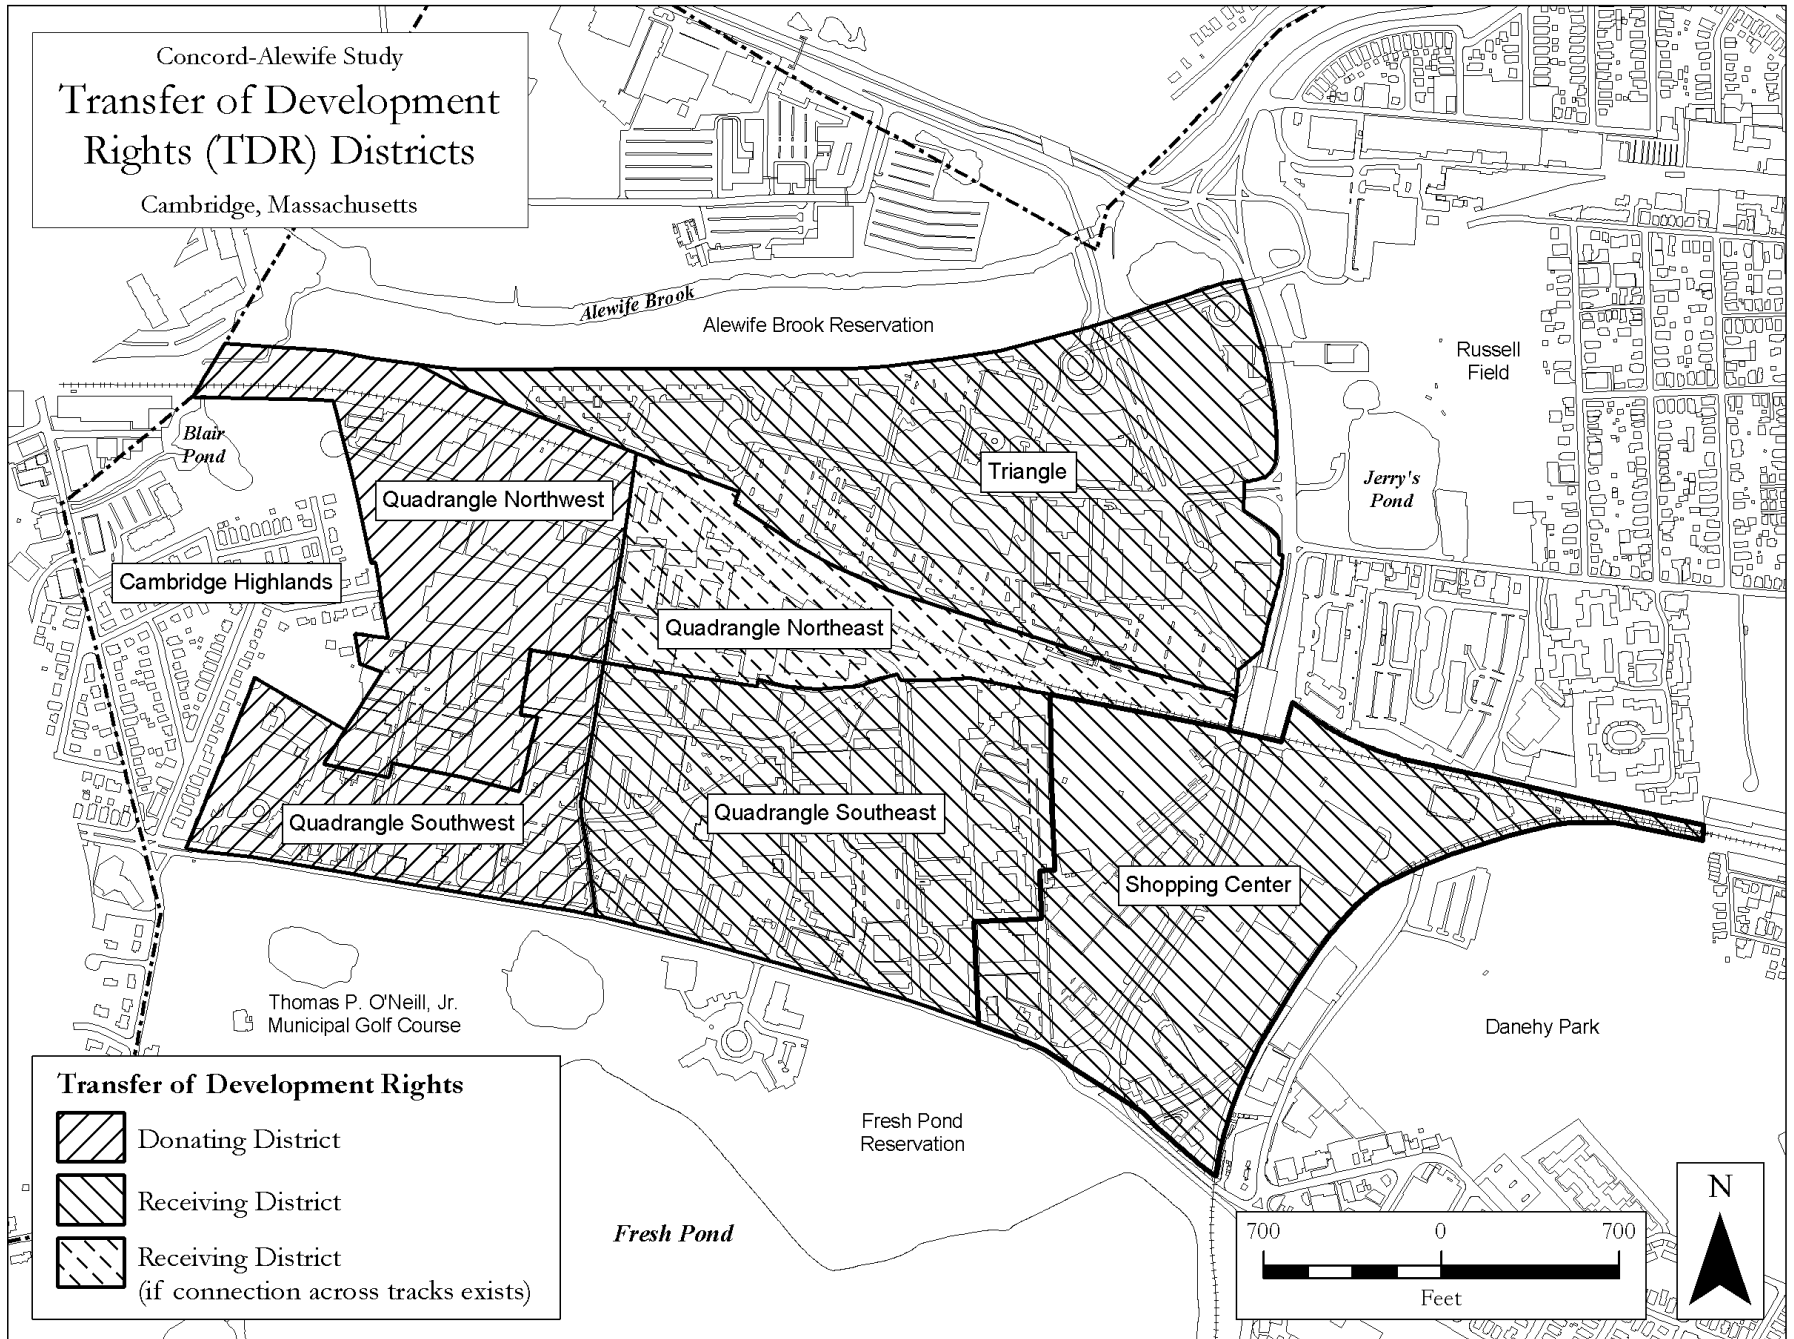 Concord-Alewife Study
Transfer of Development
Rights (TDR) Districts
Cambridge, Massachusetts
Alewife Brook
Alewife Brook Reservation
Russell
Field
Blair
Pond
Triangle
Jerry's
Pond
Quadrangle Northwest
Cambridge Highlands
Quadrangle Northeast
Quadrangle Southwest
Quadrangle Southeast
Shopping Center
Thomas P. O'Neill, Jr.
Municipal Golf Course
Danehy Park
Fresh Pond
Reservation
Fresh Pond
Transfer of Development Rights
Donating District
Receiving District
Receiving District
(if connection across tracks exists)
N
700 0 700
Feet